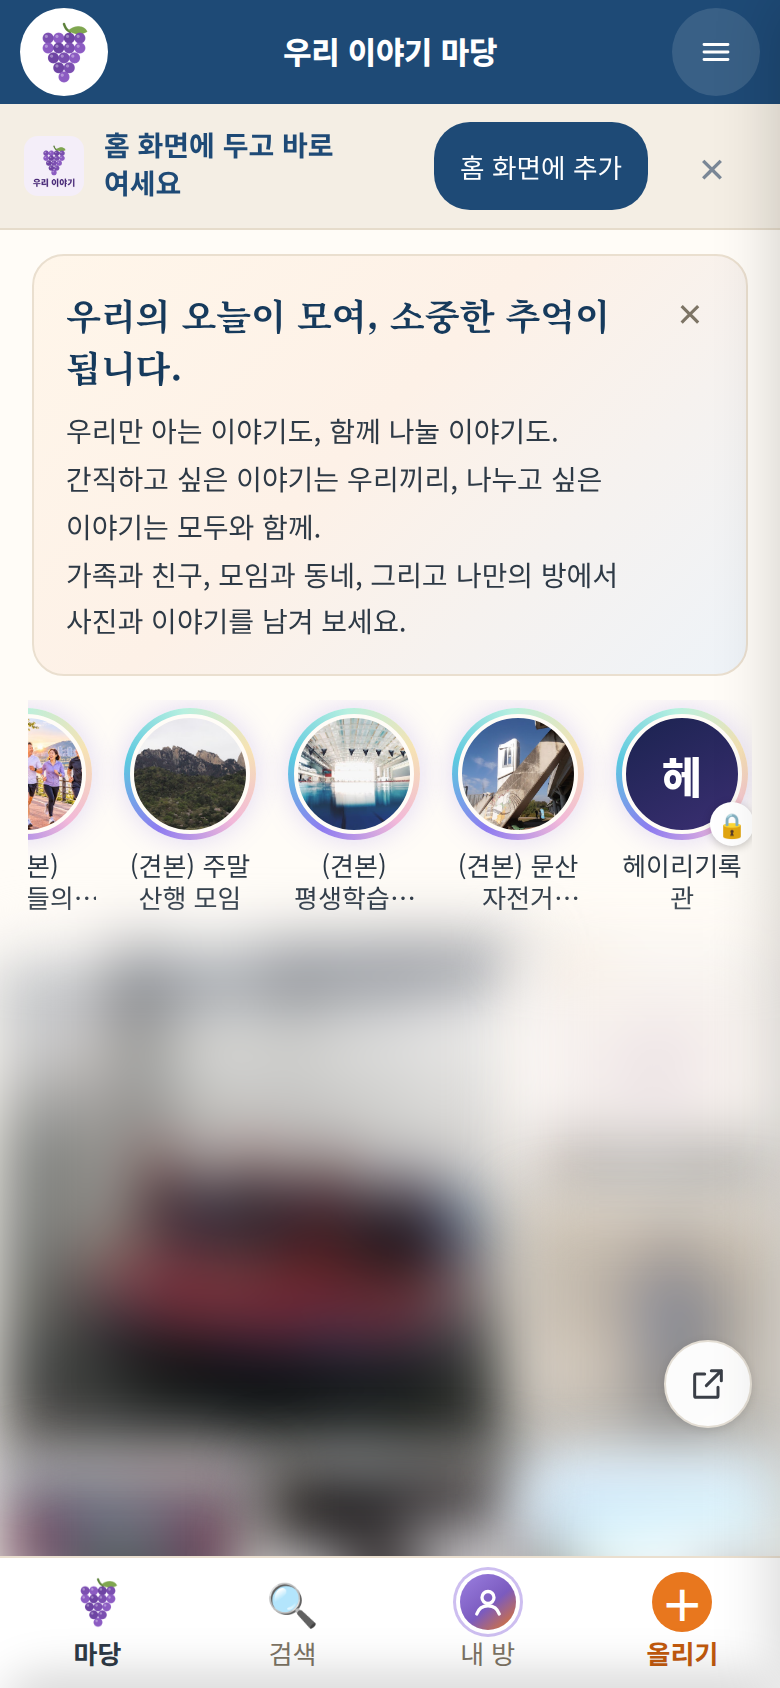 우리 이야기 마당
우리 이야기
홈 화면에 두고 바로
여세요
홈 화면에 추가
우리의 오늘이 모여, 소중한 추억이
됩니다.
우리만 아는 이야기도, 함께 나눌 이야기도.
간직하고 싶은 이야기는 우리끼리, 나누고 싶은
이야기는 모두와 함께.
가족과 친구, 모임과 동네, 그리고 나만의 방에서
사진과 이야기를 남겨 보세요.
헤
본)
들의…
(견본) 주말
산행 모임
(견본)
평생학습…
(견본) 문산
자전거…
헤이리기록
관
마당
검색
내 방
올리기